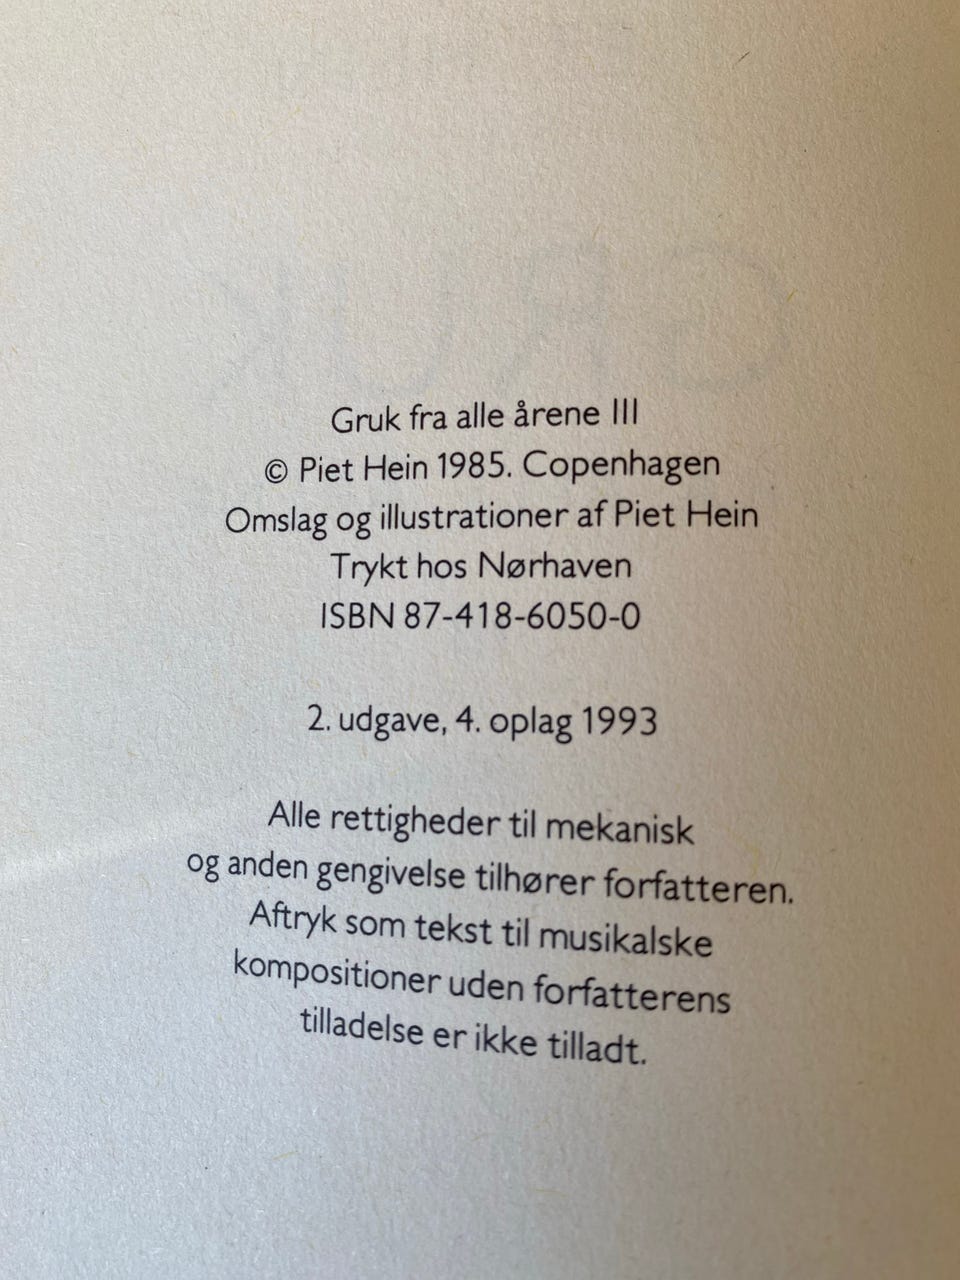 Gruk fra alle årene III
© Piet Hein 1985. Copenhagen
Omslag og illustrationer af Piet Hein
Trykt hos Nørhaven
ISBN 87-418-6050-0
2. udgave, 4. oplag 1993
Alle rettigheder til mekanisk
og anden gengivelse tilhører forfatteren.
Aftryk som tekst til musikalske
kompositioner uden forfatterens
tilladelse er ikke tilladt.